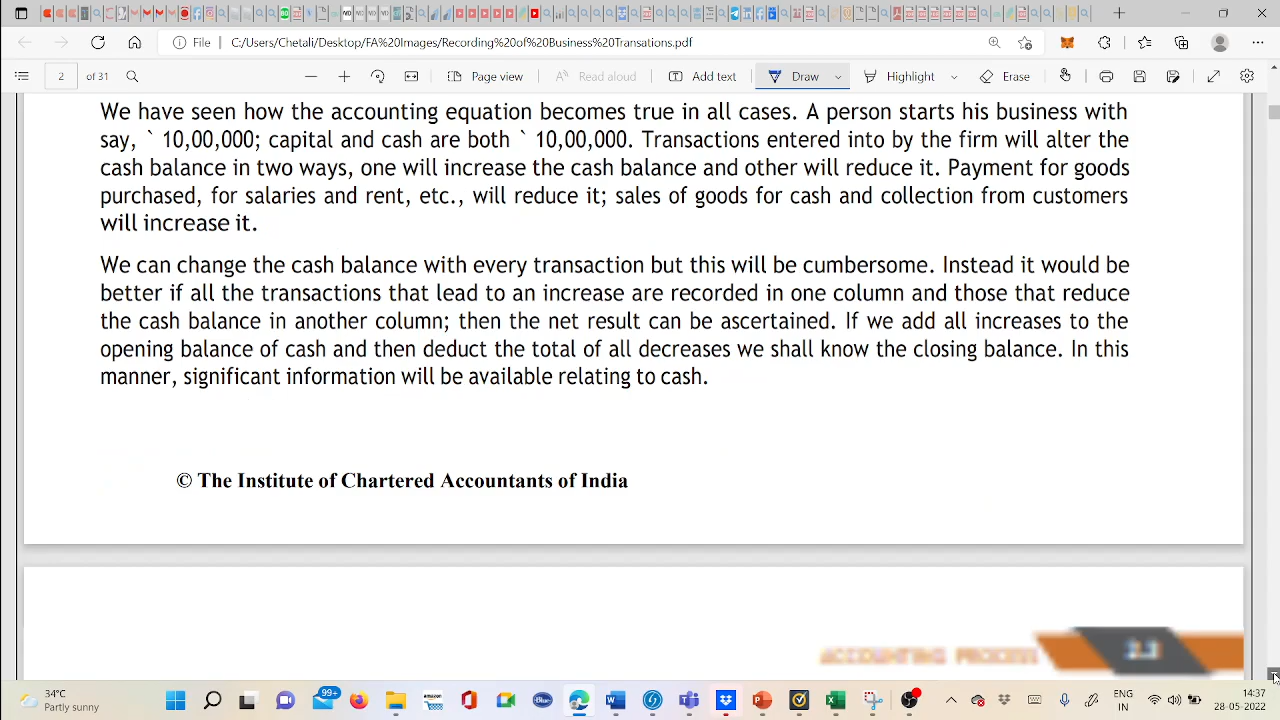 File
C:/Users/Chetali/Desktop/FA%20Images/Recording%20of%20Business%20Transations.pdf
2 of 31
Page view
Read aloud
Add text
Draw
Highlight
Erase
We have seen how the accounting equation becomes true in all cases. A person starts his business with
say, ` 10,00,000; capital and cash are both ` 10,00,000. Transactions entered into by the firm will alter the
cash balance in two ways, one will increase the cash balance and other will reduce it. Payment for goods
purchased, for salaries and rent, etc., will reduce it; sales of goods for cash and collection from customers
will increase it.
We can change the cash balance with every transaction but this will be cumbersome. Instead it would be
better if all the transactions that lead to an increase are recorded in one column and those that reduce
the cash balance in another column; then the net result can be ascertained. If we add all increases to the
opening balance of cash and then deduct the total of all decreases we shall know the closing balance. In this
manner, significant information will be available relating to cash.
© The Institute of Chartered Accountants of India
ACCOUNTING PROCESS
2.3
34°C
Partly sunny
99+
ENG
IN
14:37
28-05-2022